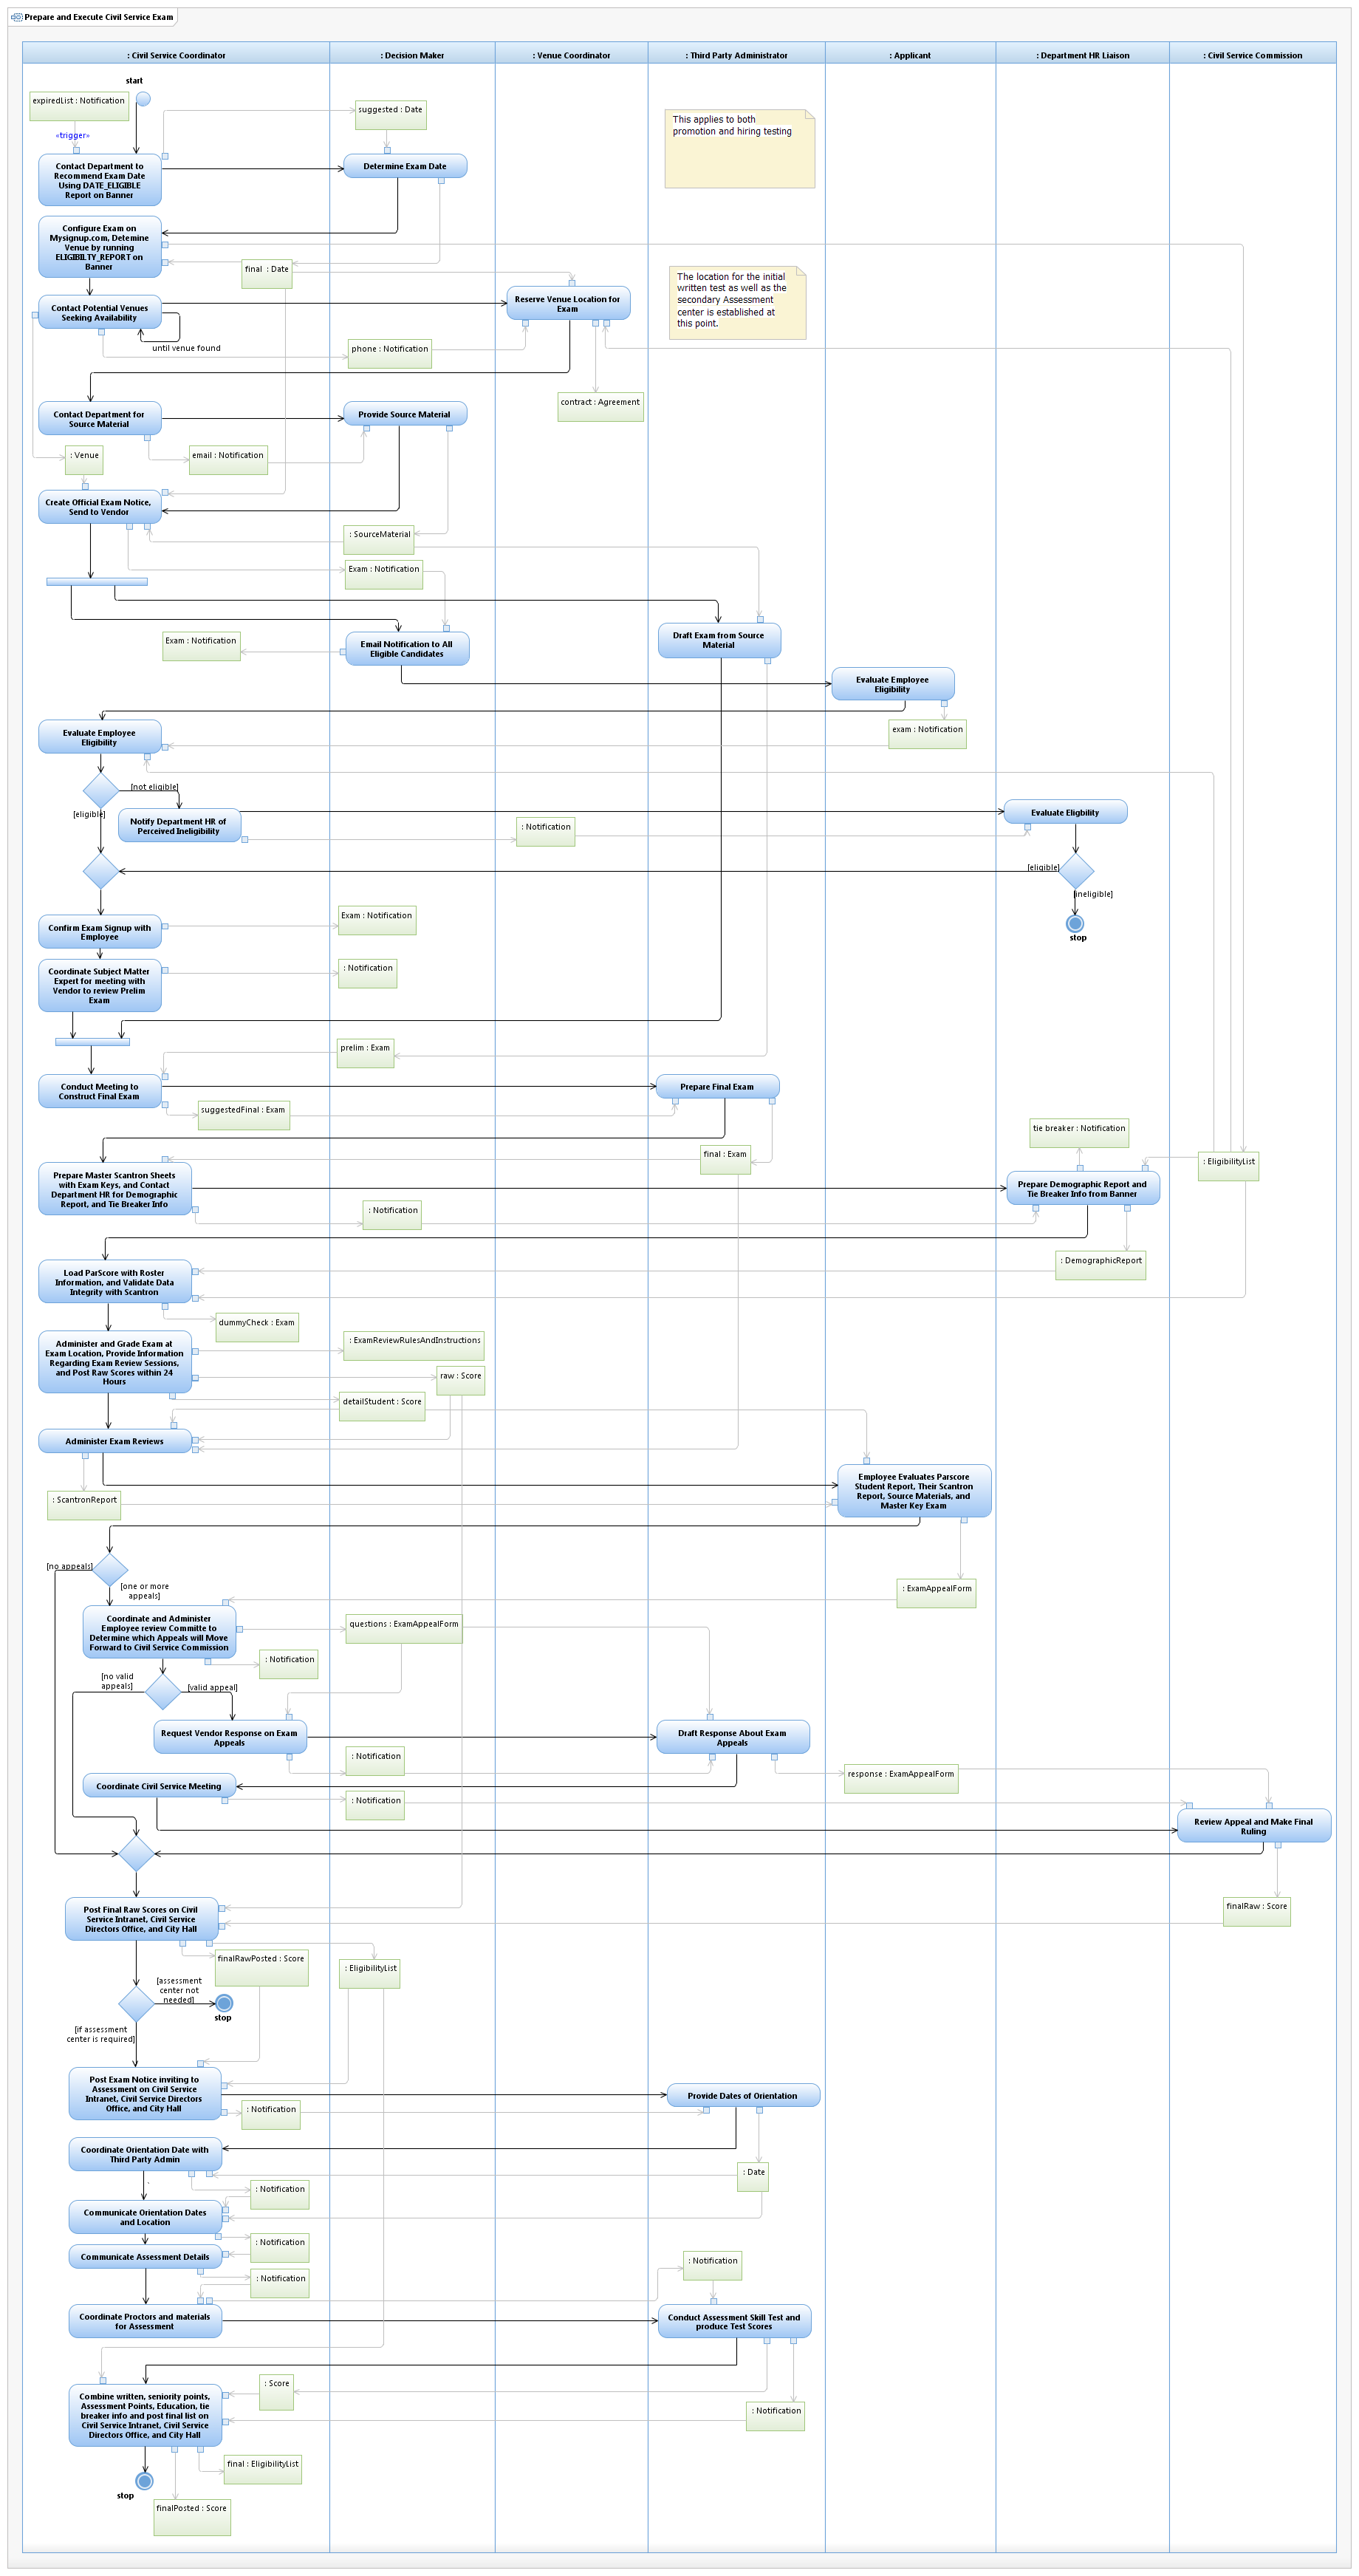 Prepare and Execute Civil Service Exam
: Civil Service Coordinator
: Decision Maker
: Venue Coordinator
: Third Party Administrator
: Applicant
: Department HR Liaison
: Civil Service Commission
start
expiredList : Notification
suggested : Date
This applies to both
promotion and hiring testing
«trigger»
Contact Department to
Recommend Exam Date
Using DATE_ELIGIBLE
Report on Banner
Determine Exam Date
Configure Exam on
Mysignup.com, Detemine
Venue by running
ELIGIBILTY_REPORT on
Banner
final : Date
The location for the initial
written test as well as the
secondary Assessment
center is established at
this point.
Contact Potential Venues
Seeking Availability
Reserve Venue Location for
Exam
until venue found
phone : Notification
contract : Agreement
Contact Department for
Source Material
Provide Source Material
: Venue
email : Notification
Create Official Exam Notice,
Send to Vendor
: SourceMaterial
Exam : Notification
Exam : Notification
Email Notification to All
Eligible Candidates
Draft Exam from Source
Material
Evaluate Employee
Eligibility
exam : Notification
Evaluate Employee
Eligibility
[not eligible]
[eligible]
Notify Department HR of
Perceived Ineligibility
: Notification
Evaluate Eligbility
[eligible]
[ineligible]
stop
Confirm Exam Signup with
Employee
Exam : Notification
Coordinate Subject Matter
Expert for meeting with
Vendor to review Prelim
Exam
: Notification
prelim : Exam
Conduct Meeting to
Construct Final Exam
Prepare Final Exam
suggestedFinal : Exam
tie breaker : Notification
final : Exam
: EligibilityList
Prepare Master Scantron Sheets
with Exam Keys, and Contact
Department HR for Demographic
Report, and Tie Breaker Info
Prepare Demographic Report and
Tie Breaker Info from Banner
: Notification
: DemographicReport
Load ParScore with Roster
Information, and Validate Data
Integrity with Scantron
dummyCheck : Exam
Administer and Grade Exam at
Exam Location, Provide Information
Regarding Exam Review Sessions,
and Post Raw Scores within 24
Hours
: ExamReviewRulesAndInstructions
raw : Score
detailStudent : Score
Administer Exam Reviews
Employee Evaluates Parscore
Student Report, Their Scantron
Report, Source Materials, and
Master Key Exam
: ScantronReport
[no appeals]
[one or more
appeals]
: ExamAppealForm
Coordinate and Administer
Employee review Committe to
Determine which Appeals will Move
Forward to Civil Service Commission
questions : ExamAppealForm
: Notification
[no valid
appeals]
[valid appeal]
Request Vendor Response on Exam
Appeals
Draft Response About Exam
Appeals
: Notification
Coordinate Civil Service Meeting
response : ExamAppealForm
: Notification
Review Appeal and Make Final
Ruling
Post Final Raw Scores on Civil
Service Intranet, Civil Service
Directors Office, and City Hall
finalRaw : Score
finalRawPosted : Score
: EligibilityList
[assessment
center not
needed]
stop
[if assessment
center is required]
Post Exam Notice inviting to
Assessment on Civil Service
Intranet, Civil Service Directors
Office, and City Hall
Provide Dates of Orientation
: Notification
Coordinate Orientation Date with
Third Party Admin
: Date
: Notification
Communicate Orientation Dates
and Location
: Notification
Communicate Assessment Details
: Notification
: Notification
Coordinate Proctors and materials
for Assessment
Conduct Assessment Skill Test and
produce Test Scores
: Score
Combine written, seniority points,
Assessment Points, Education, tie
breaker info and post final list on
Civil Service Intranet, Civil Service
Directors Office, and City Hall
: Notification
final : EligibilityList
stop
finalPosted : Score